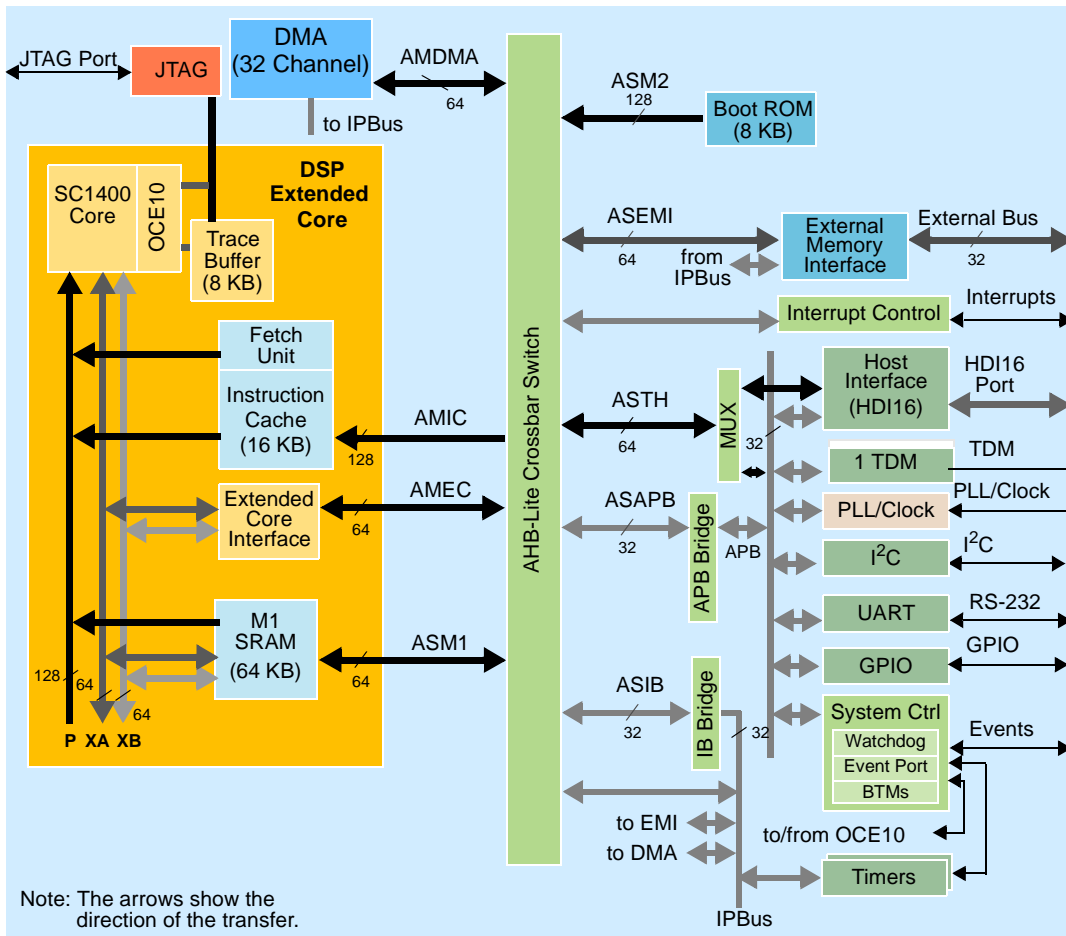 JTAG Port
JTAG
DMA
(32 Channel)
to IPBus
AMDMA
64
ASM2
128
Boot ROM
(8 KB)
DSP
Extended
Core
SC1400
Core
OCE10
Trace
Buffer
(8 KB)
Fetch
Unit
Instruction
Cache
(16 KB)
AMIC
128
Extended
Core
Interface
AMEC
64
M1
SRAM
(64 KB)
ASM1
64
128
64
64
P XA XB
AHB-Lite Crossbar Switch
ASEMI
64
from
IPBus
External
Memory
Interface
External Bus
32
Interrupt Control
Interrupts
ASTH
64
MUX
32
Host
Interface
(HDI16)
HDI16
Port
1 TDM
TDM
ASAPB
32
APB Bridge
APB
PLL/Clock
PLL/Clock
I2C
I2C
UART
RS-232
GPIO
GPIO
ASIB
32
IB Bridge
32
System Ctrl
Watchdog
Event Port
BTMs
Events
to EMI
to DMA
to/from OCE10
Timers
IPBus
Note: The arrows show the
direction of the transfer.